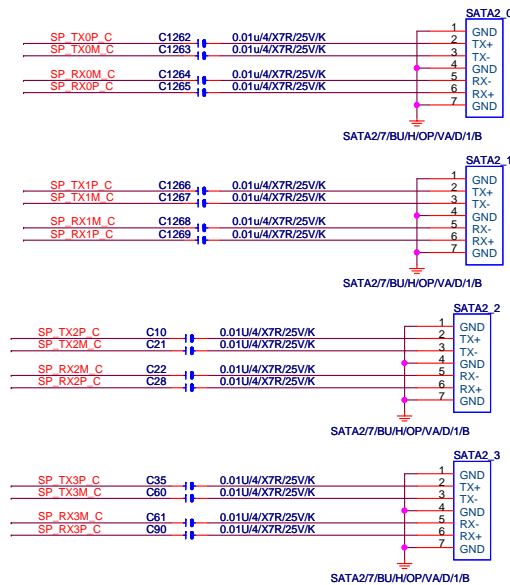 SATA2_0
1 GND
SP_TX0P_C C1262 0.01u/4/X7R/25V/K 2 TX+
SP_TX0M_C C1263 0.01u/4/X7R/25V/K 3 TX-
4 GND
SP_RX0M_C C1264 0.01u/4/X7R/25V/K 5 RX-
SP_RX0P_C C1265 0.01u/4/X7R/25V/K 6 RX+
7 GND
SATA2/7/BU/H/OP/VA/D/1/B
SATA2_1
1 GND
SP_TX1P_C C1266 0.01u/4/X7R/25V/K 2 TX+
SP_TX1M_C C1267 0.01u/4/X7R/25V/K 3 TX-
4 GND
SP_RX1M_C C1268 0.01u/4/X7R/25V/K 5 RX-
SP_RX1P_C C1269 0.01u/4/X7R/25V/K 6 RX+
7 GND
SATA2/7/BU/H/OP/VA/D/1/B
SATA2_2
1 GND
SP_TX2P_C C10 0.01U/4/X7R/25V/K 2 TX+
SP_TX2M_C C21 0.01U/4/X7R/25V/K 3 TX-
4 GND
SP_RX2M_C C22 0.01U/4/X7R/25V/K 5 RX-
SP_RX2P_C C28 0.01U/4/X7R/25V/K 6 RX+
7 GND
SATA2/7/BU/H/OP/VA/D/1/B
SATA2_3
1 GND
SP_TX3P_C C35 0.01U/4/X7R/25V/K 2 TX+
SP_TX3M_C C60 0.01U/4/X7R/25V/K 3 TX-
4 GND
SP_RX3M_C C61 0.01U/4/X7R/25V/K 5 RX-
SP_RX3P_C C90 0.01U/4/X7R/25V/K 6 RX+
7 GND
SATA2/7/BU/H/OP/VA/D/1/B